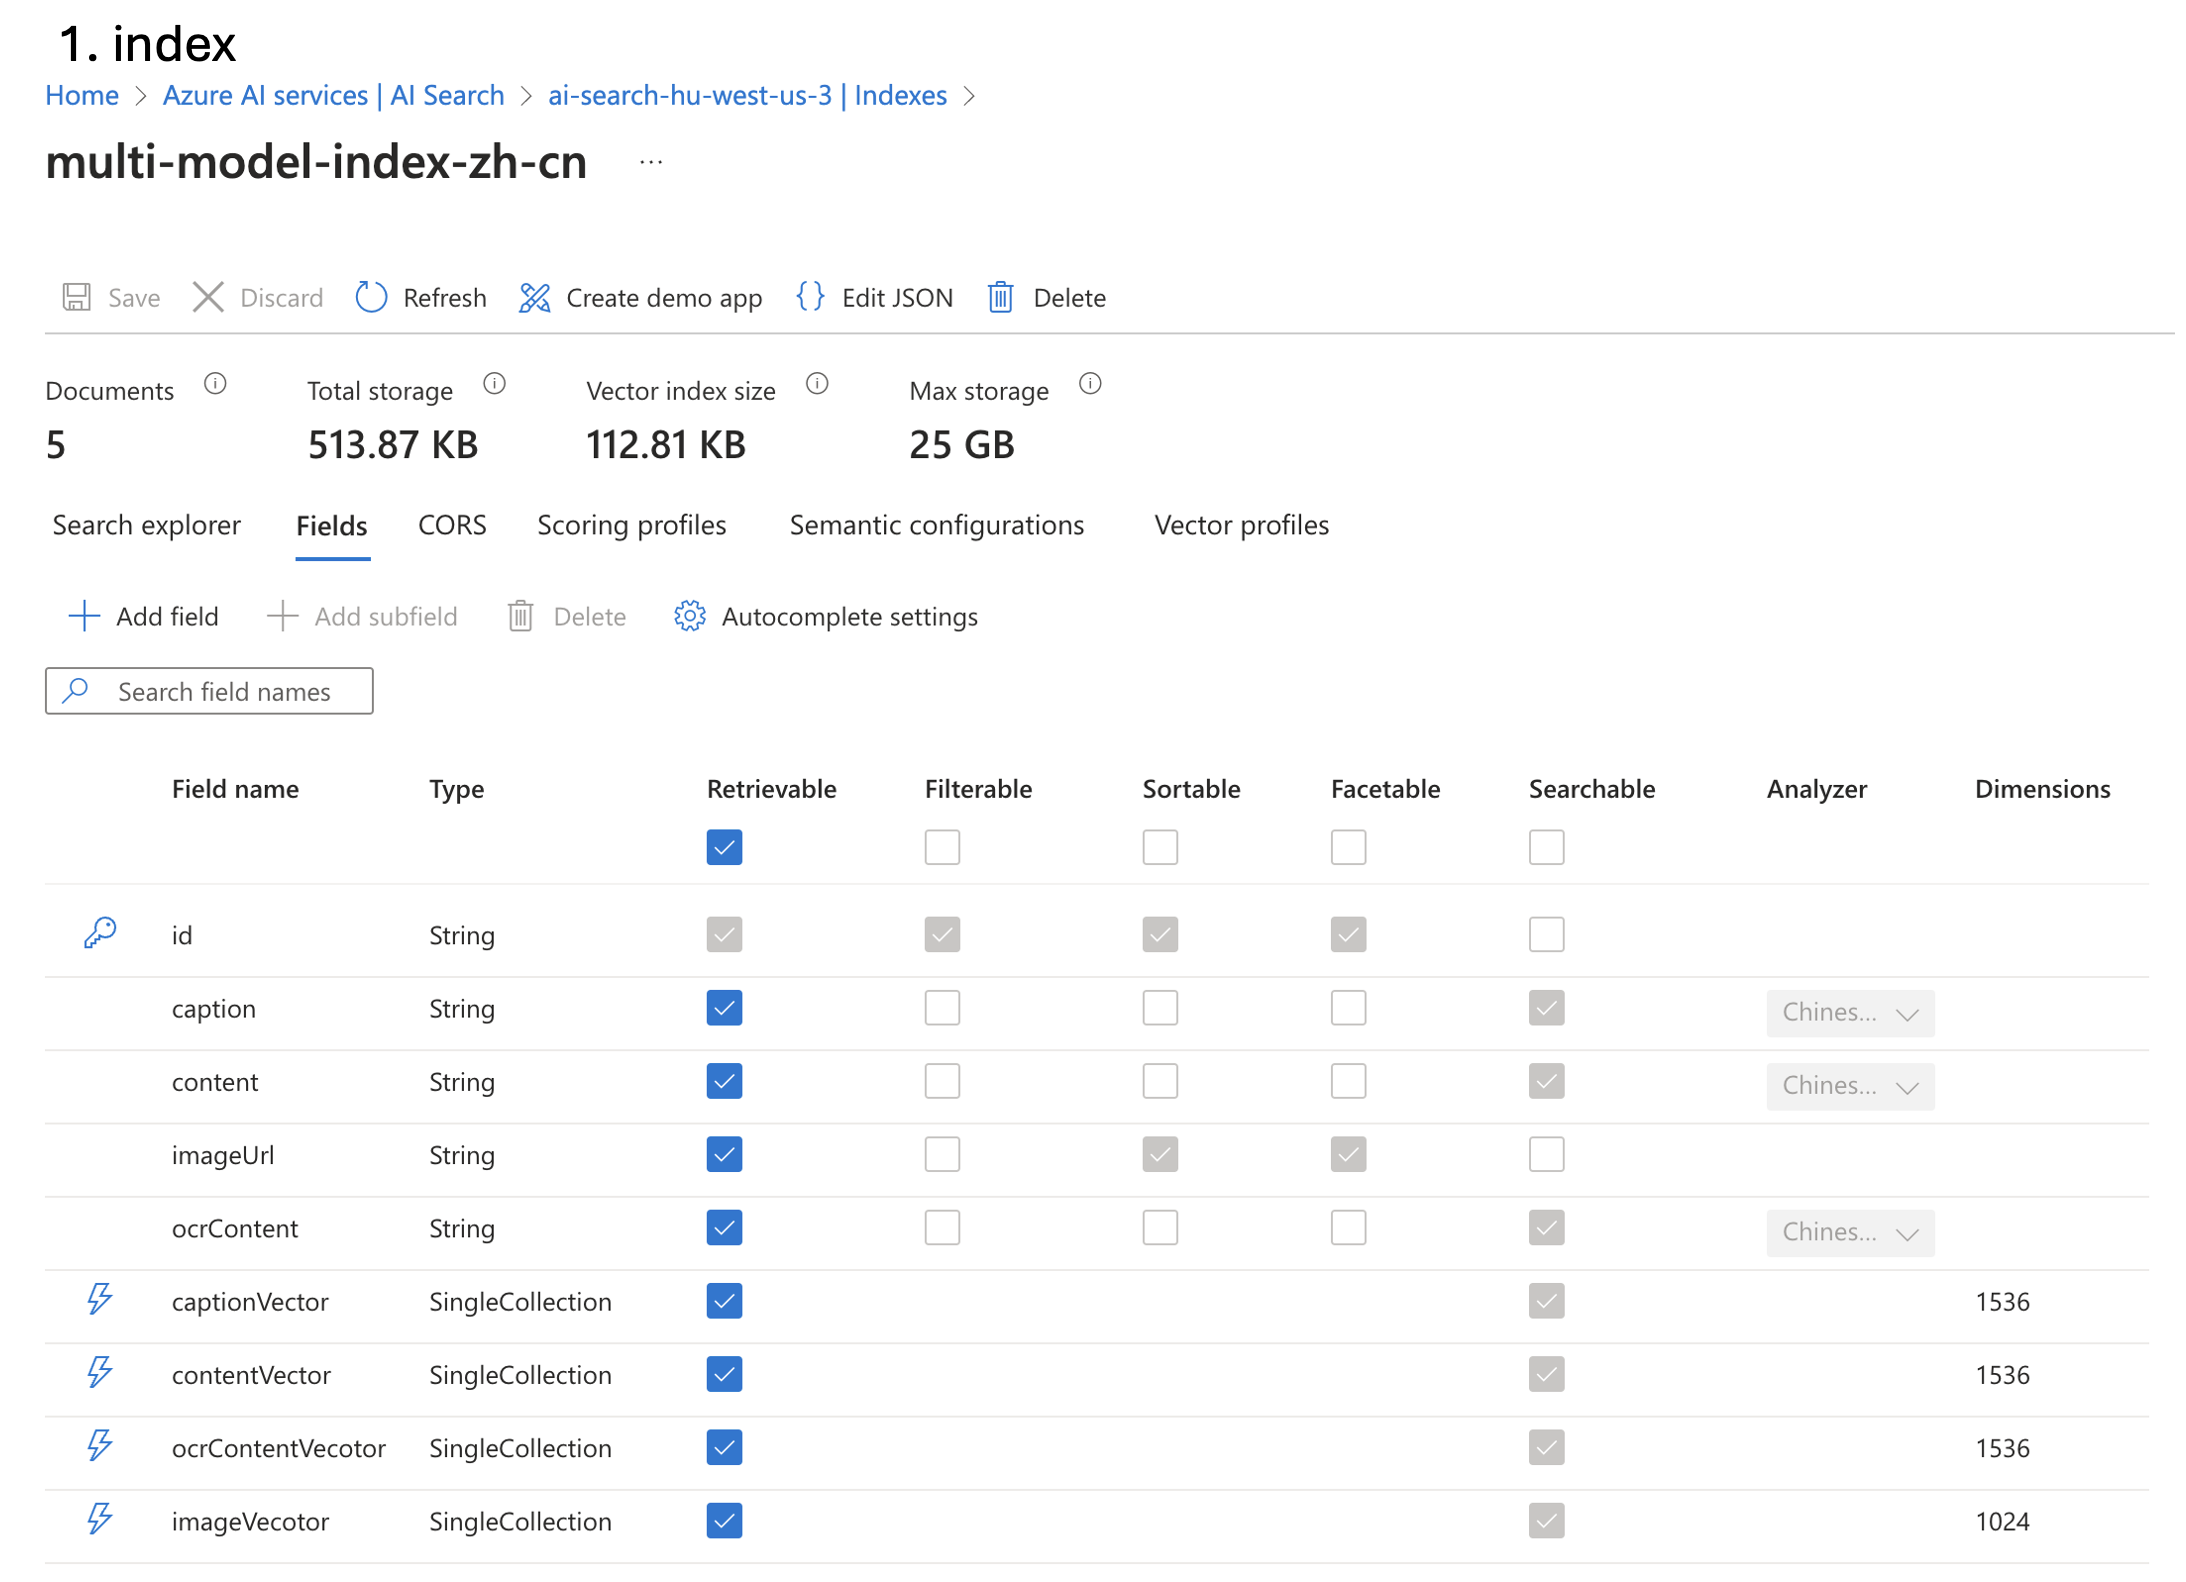 1. index
Home > Azure AI services | AI Search > ai-search-hu-west-us-3 | Indexes >
multi-model-index-zh-cn ...
Save Discard Refresh Create demo app {} Edit JSON Delete
Documents Total storage Vector index size Max storage
5 513.87 KB 112.81 KB 25 GB
Search explorer Fields CORS Scoring profiles Semantic configurations Vector profiles
Add field Add subfield Delete Autocomplete settings
Search field names
Field name Type Retrievable Filterable Sortable Facetable Searchable Analyzer Dimensions
id String
caption String Chines...
content String Chines...
imageUrl String
ocrContent String Chines...
captionVector SingleCollection 1536
contentVector SingleCollection 1536
ocrContentVecotor SingleCollection 1536
imageVecotor SingleCollection 1024